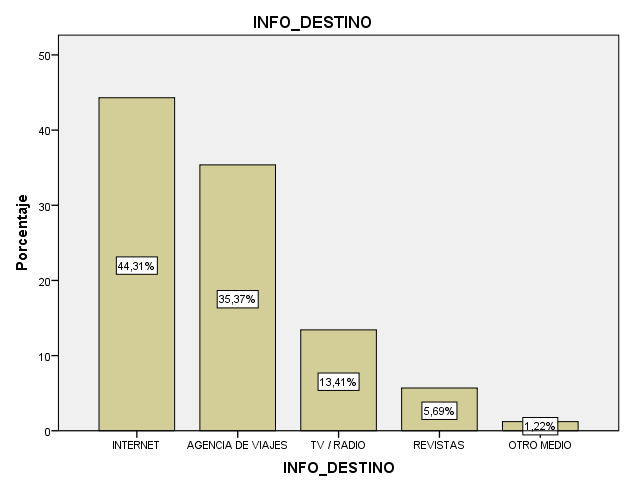 INFO_DESTINO
50
40
30
20
10
0
Porcentaje
44,31%
35,37%
13,41%
5,69%
1,22%
INTERNET
AGENCIA DE VIAJES
TV / RADIO
REVISTAS
OTRO MEDIO
INFO_DESTINO